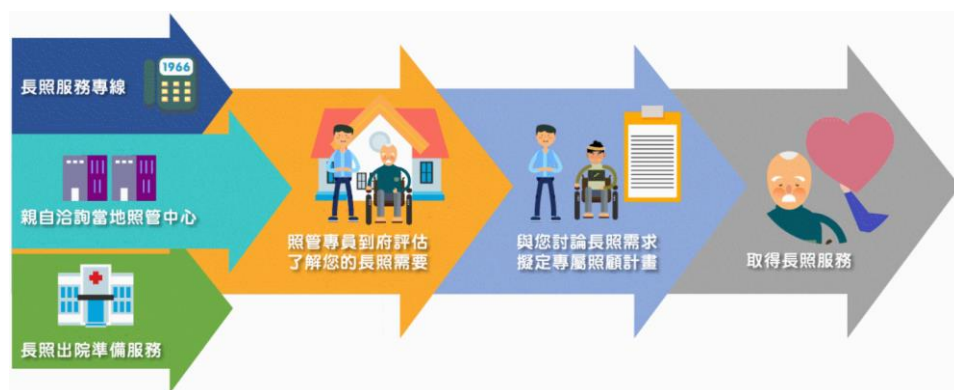 長照服務專線
1966
親自洽詢當地照管中心
長照出院準備服務
照管專員到府評估
了解您的長照需要
與您討論長照需求
擬定專屬照顧計畫
取得長照服務